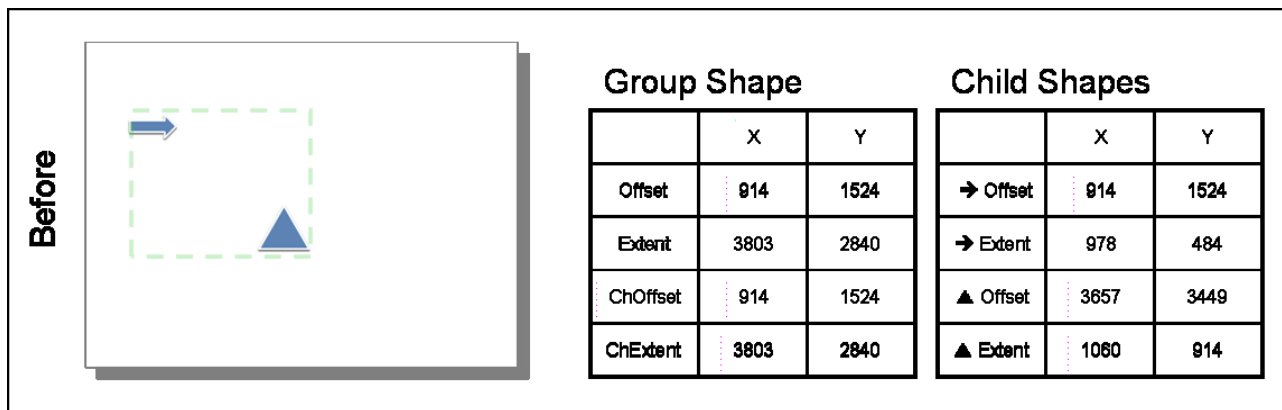 Before
Group Shape
X Y
Offset 914 1524
Extent 3803 2840
ChOffset 914 1524
ChExtent 3803 2840
Child Shapes
X Y
➔ Offset 914 1524
➔ Extent 978 484
▲ Offset 3657 3449
▲ Extent 1060 914